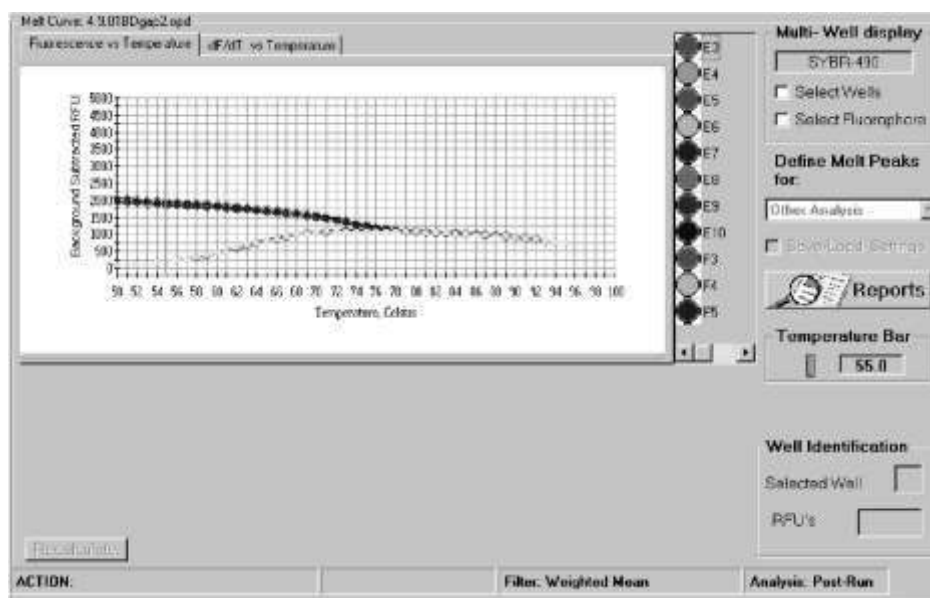 Melt Curve: 4.9.01BDgap2.opd
Fluorescence vs Temperature
dF/dT vs Temperature
Background Subtracted RFU
5000
4500
4000
3500
3000
2500
2000
1500
1000
500
0
50 52 54 56 58 60 62 64 66 68 70 72 74 76 78 80 82 84 86 88 90 92 94 96 98 100
Temperature, Celsius
E3
E4
E5
E6
E7
E8
E9
E10
F3
F4
F5
Multi-Well display
SYBR-490
Select Wells
Select Fluorophore
Define Melt Peaks
for:
Other Analysis
Reports
Temperature Bar
55.0
Well Identification
Selected Well
RFU's
Recalculate
ACTION:
Filter: Weighted Mean
Analysis: Post-Run